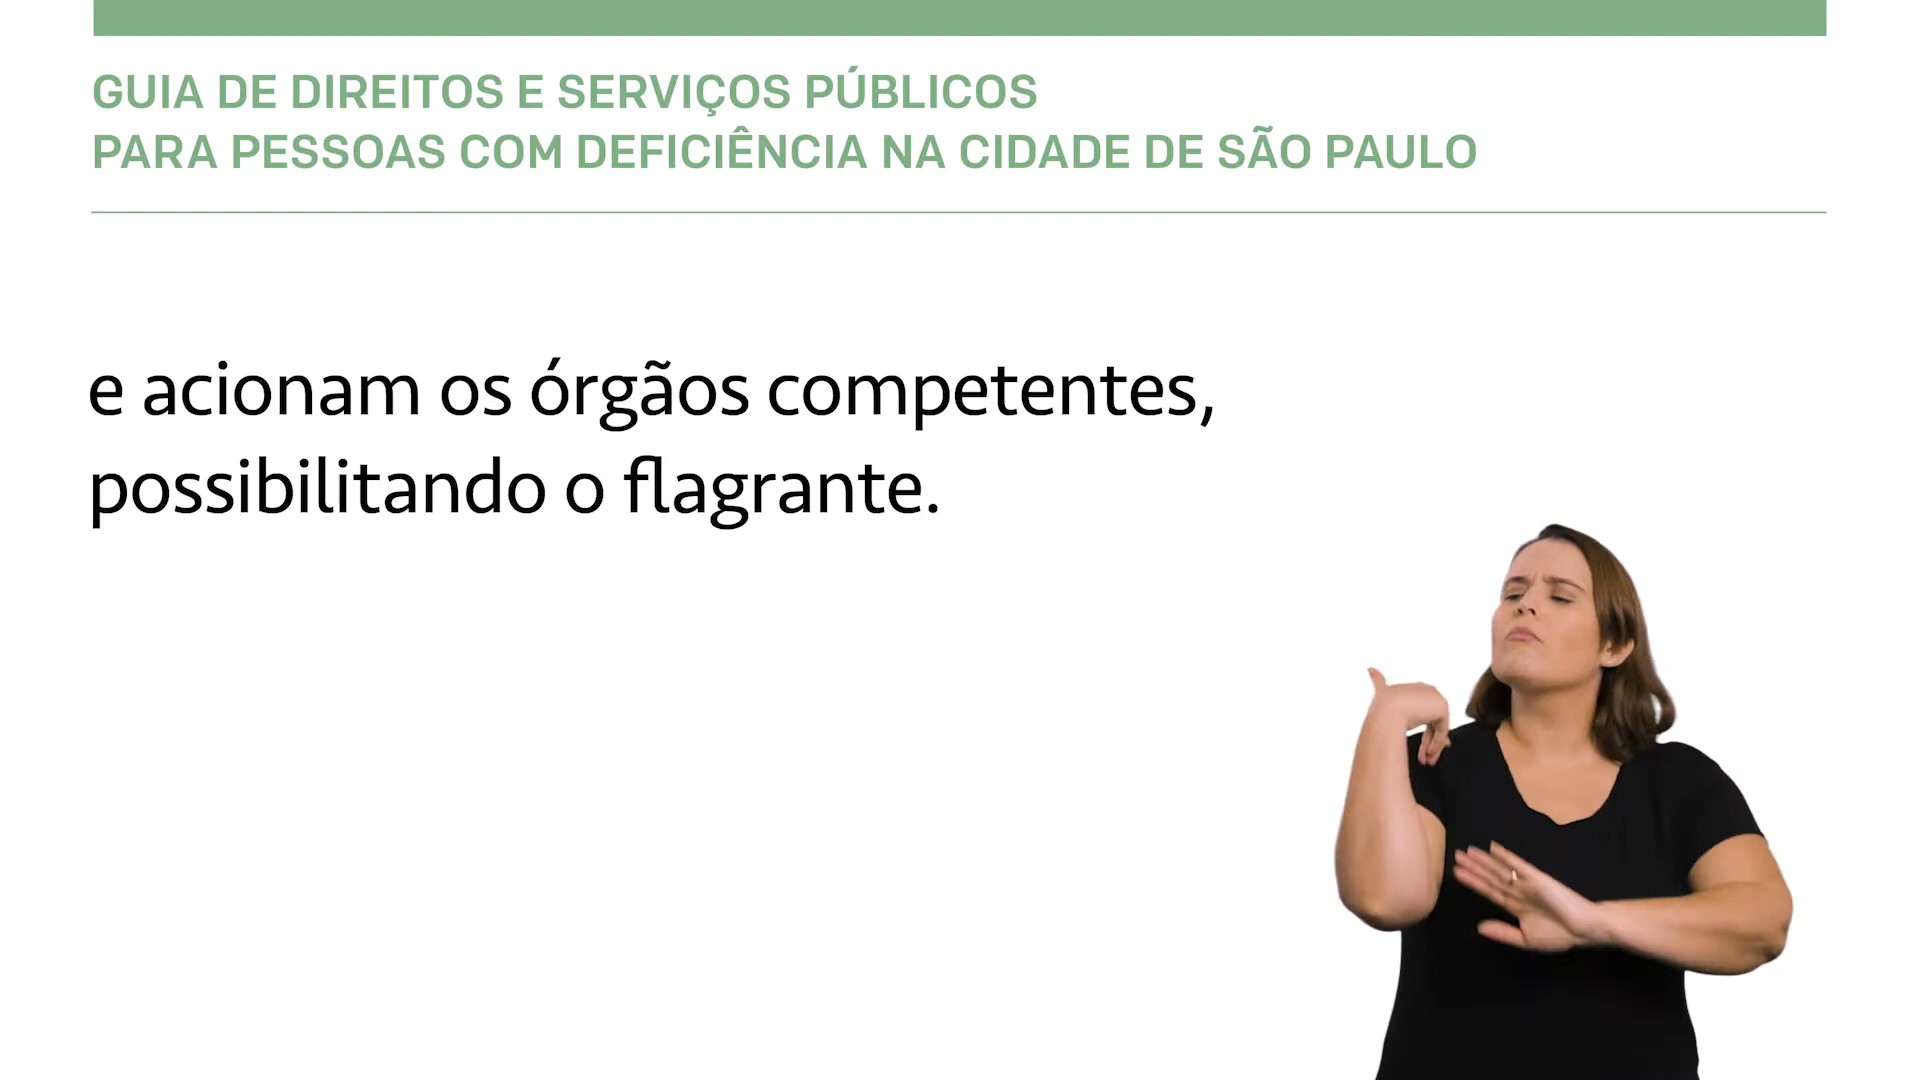 GUIA DE DIREITOS E SERVIÇOS PÚBLICOS
PARA PESSOAS COM DEFICIÊNCIA NA CIDADE DE SÃO PAULO
e acionam os órgãos competentes,
possibilitando o flagrante.